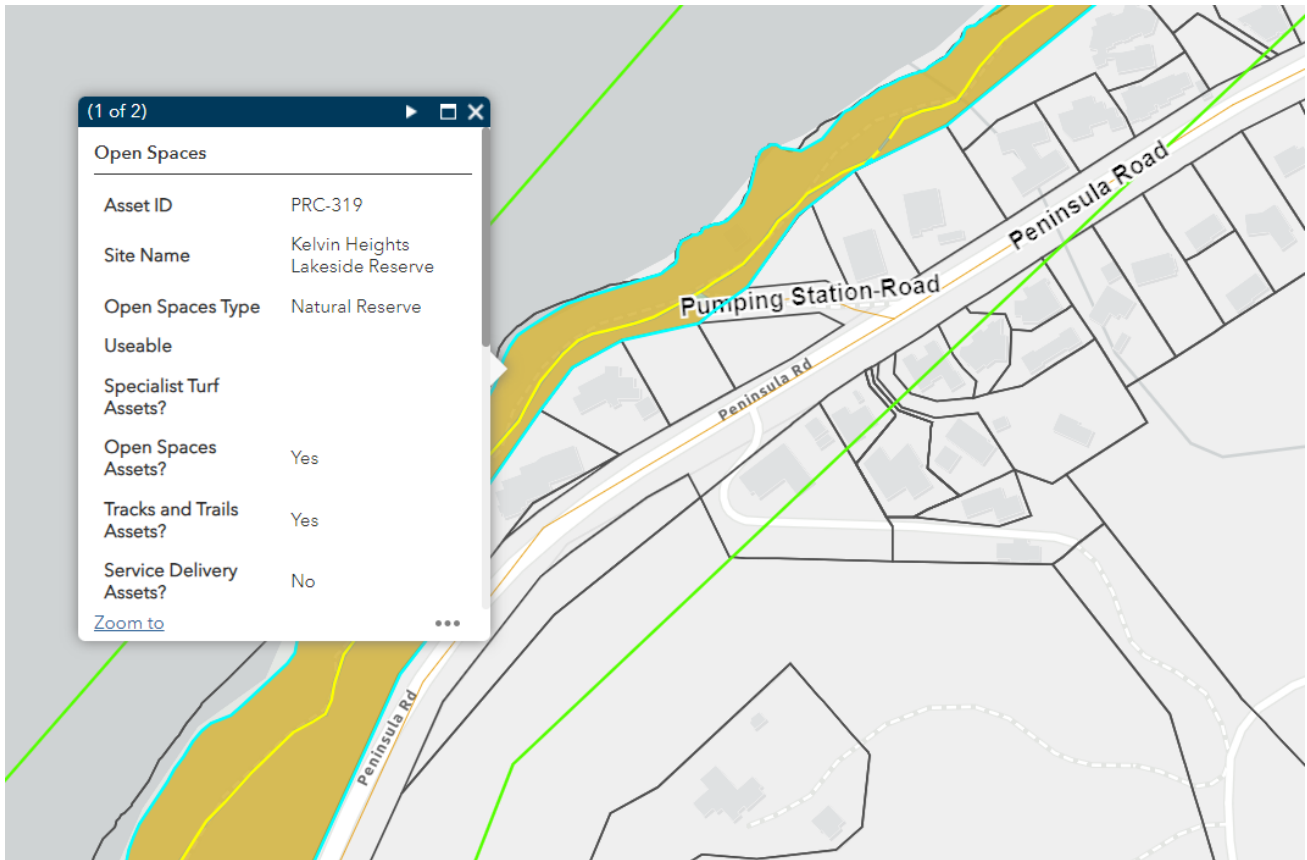 (1 of 2)
Open Spaces
Asset ID PRC-319
Site Name Kelvin Heights
Lakeside Reserve
Open Spaces Type Natural Reserve
Useable
Specialist Turf
Assets?
Open Spaces
Assets? Yes
Tracks and Trails
Assets? Yes
Service Delivery
Assets? No
Zoom to
Peninsula Road
Pumping Station Road
Peninsula Rd
Peninsula Rd